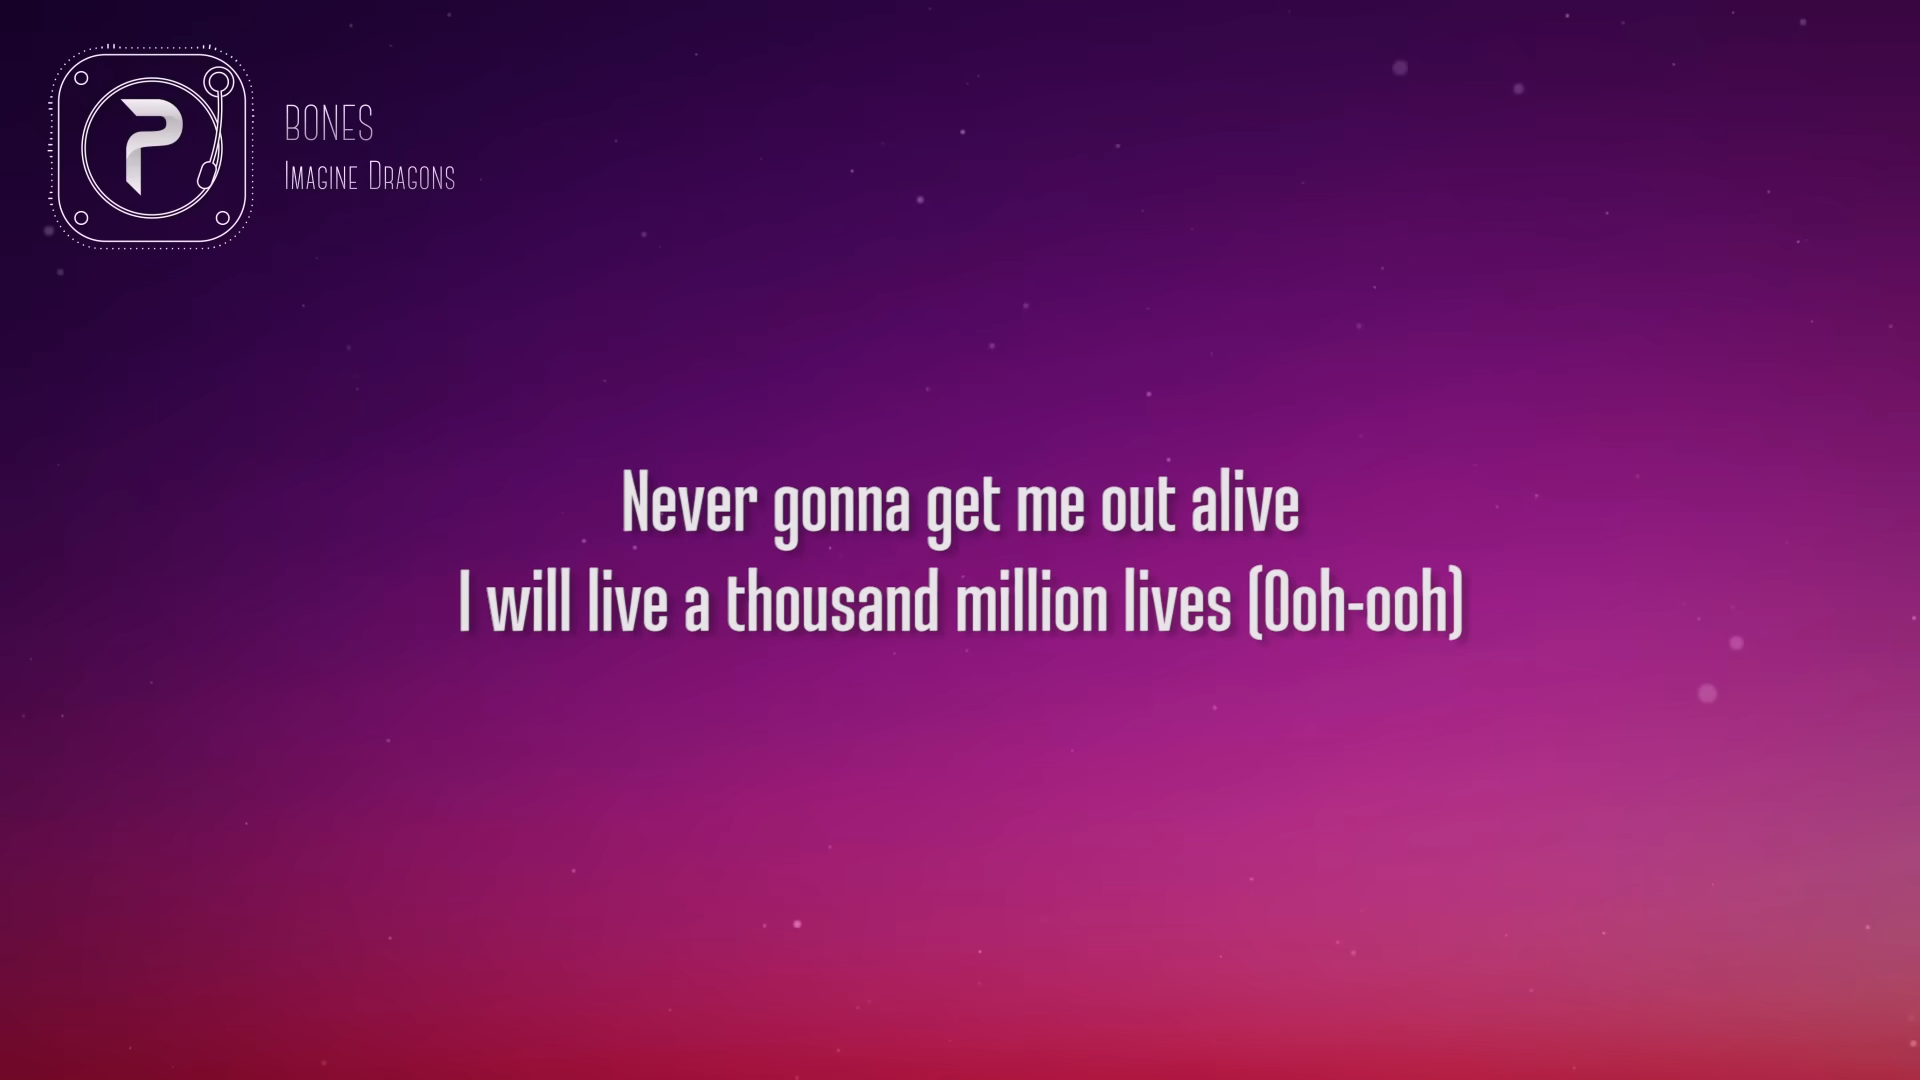 P
BONES
Imagine Dragons
Never gonna get me out alive
I will live a thousand million lives (Ooh-ooh)